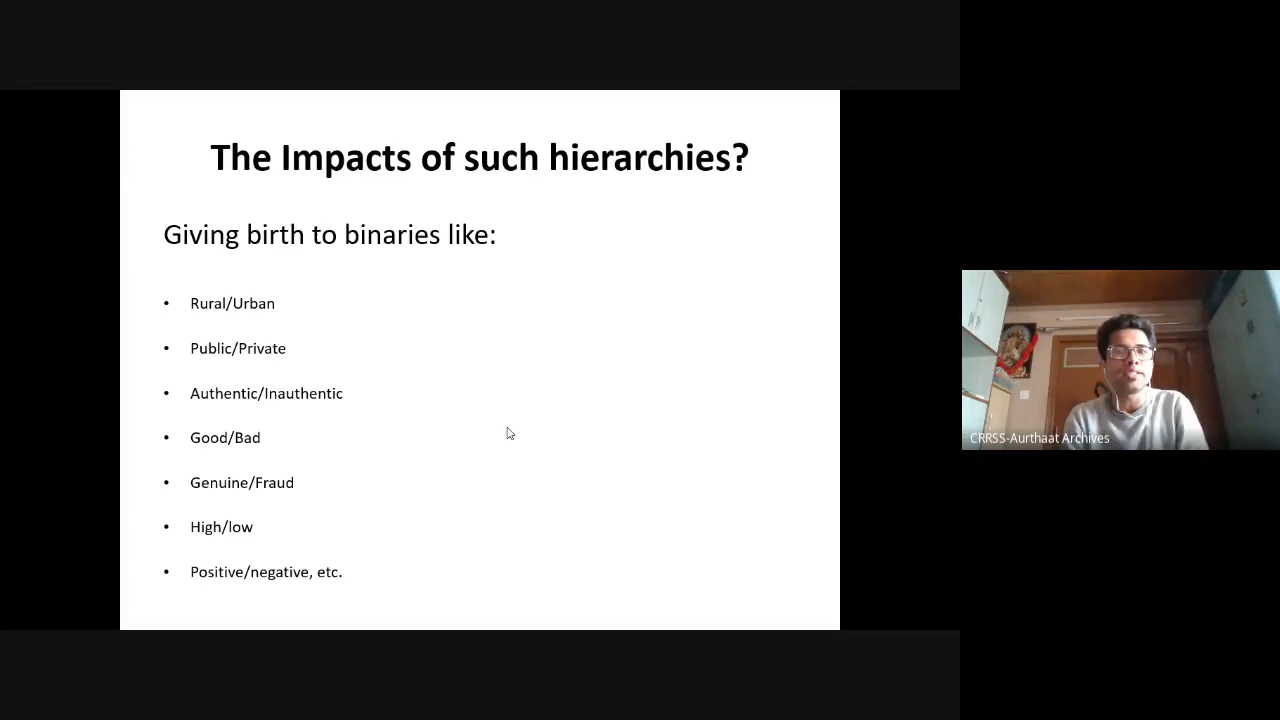 The Impacts of such hierarchies?
Giving birth to binaries like:
• Rural/Urban
• Public/Private
• Authentic/Inauthentic
• Good/Bad
• Genuine/Fraud
• High/low
• Positive/negative, etc.
CRRSS-Aurthaat Archives